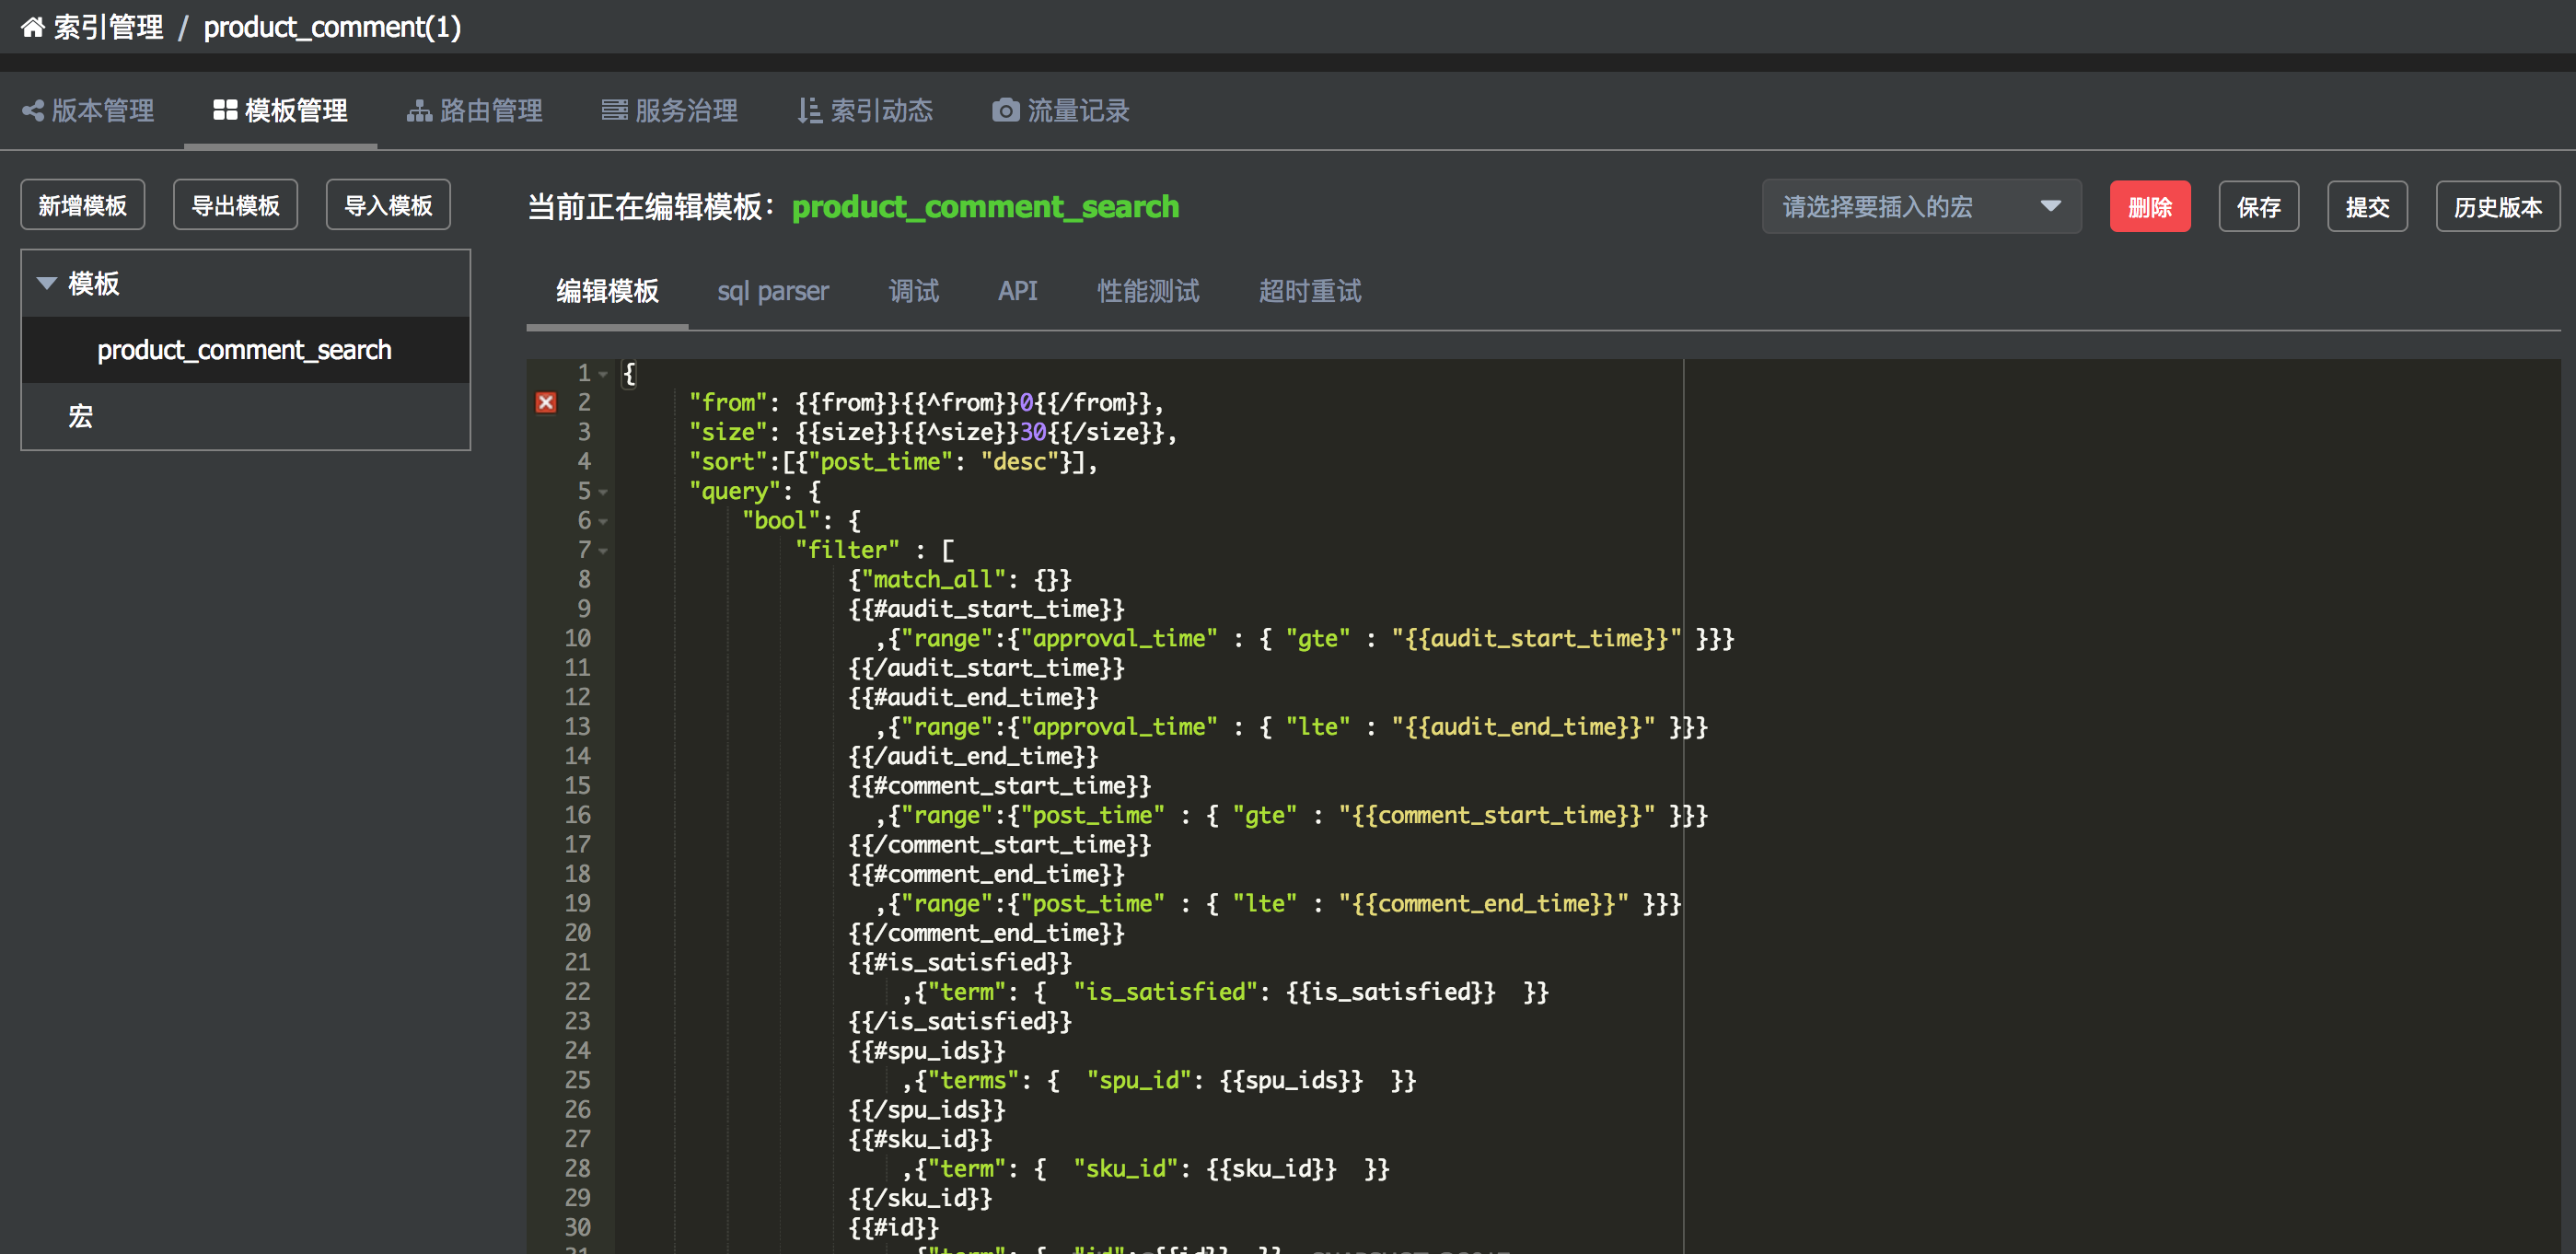 索引管理 / product_comment(1)
版本管理 模板管理 路由管理 服务治理 索引动态 流量记录
新增模板 导出模板 导入模板
当前正在编辑模板：product_comment_search
请选择要插入的宏 删除 保存 提交 历史版本
模板
product_comment_search
宏
编辑模板 sql parser 调试 API 性能测试 超时重试
1 {
2 "from": {{from}}{{^from}}0{{/from}},
3 "size": {{size}}{{^size}}30{{/size}},
4 "sort":[{"post_time": "desc"}],
5 "query": {
6 "bool": {
7 "filter" : [
8 {"match_all": {}}
9 {{#audit_start_time}}
10 ,{"range":{"approval_time" : { "gte" : "{{audit_start_time}}" }}}
11 {{/audit_start_time}}
12 {{#audit_end_time}}
13 ,{"range":{"approval_time" : { "lte" : "{{audit_end_time}}" }}}
14 {{/audit_end_time}}
15 {{#comment_start_time}}
16 ,{"range":{"post_time" : { "gte" : "{{comment_start_time}}" }}}
17 {{/comment_start_time}}
18 {{#comment_end_time}}
19 ,{"range":{"post_time" : { "lte" : "{{comment_end_time}}" }}}
20 {{/comment_end_time}}
21 {{#is_satisfied}}
22 ,{"term": {  "is_satisfied": {{is_satisfied}}  }}
23 {{/is_satisfied}}
24 {{#spu_ids}}
25 ,{"terms": {  "spu_id": {{spu_ids}}  }}
26 {{/spu_ids}}
27 {{#sku_id}}
28 ,{"term": {  "sku_id": {{sku_id}}  }}
29 {{/sku_id}}
30 {{#id}}
31 ,{"term": {  "id": {{id}}  }}